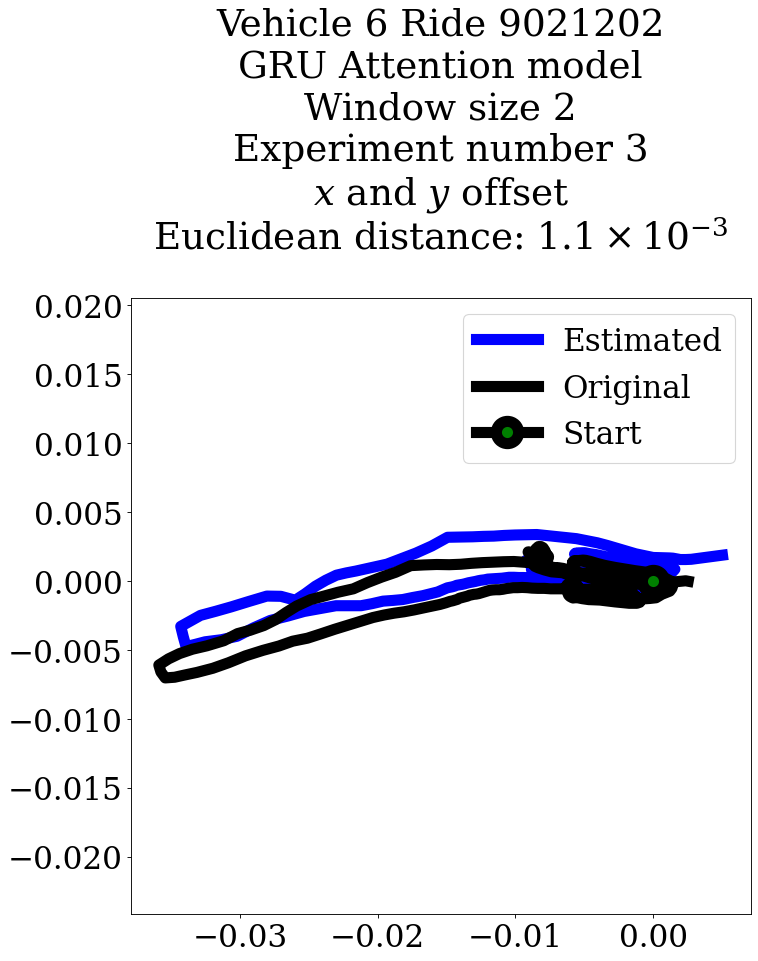 Vehicle 6 Ride 9021202
GRU Attention model
Window size 2
Experiment number 3
x and y offset
Euclidean distance: 1.1 × 10⁻³
Estimated
Original
Start
0.020
0.015
0.010
0.005
0.000
−0.005
−0.010
−0.015
−0.020
−0.03 −0.02 −0.01 0.00